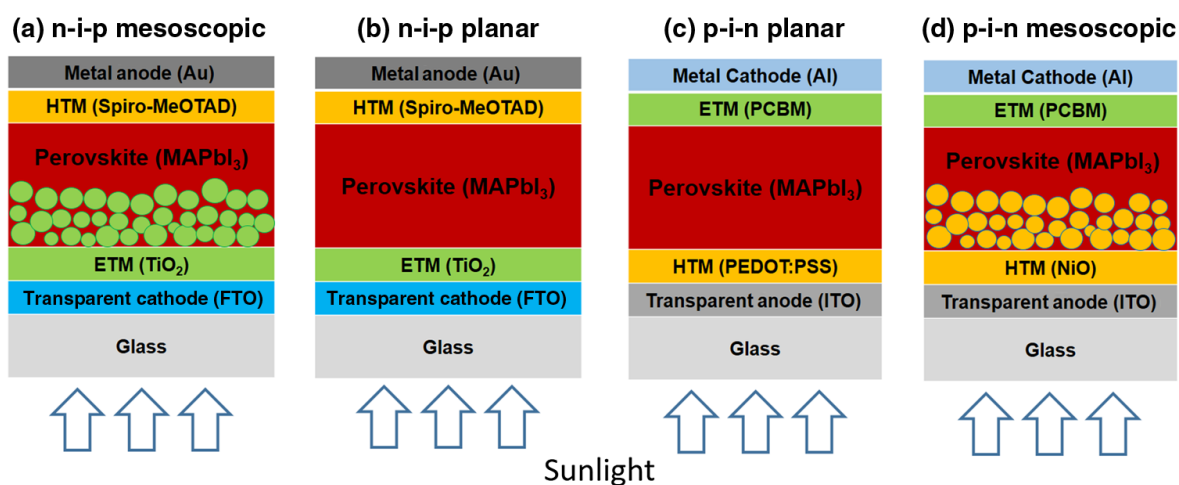 (a) n-i-p mesoscopic
Metal anode (Au)
HTM (Spiro-MeOTAD)
Perovskite (MAPbI₃)
ETM (TiO₂)
Transparent cathode (FTO)
Glass
(b) n-i-p planar
Metal anode (Au)
HTM (Spiro-MeOTAD)
Perovskite (MAPbI₃)
ETM (TiO₂)
Transparent cathode (FTO)
Glass
(c) p-i-n planar
Metal Cathode (Al)
ETM (PCBM)
Perovskite (MAPbI₃)
HTM (PEDOT:PSS)
Transparent anode (ITO)
Glass
(d) p-i-n mesoscopic
Metal Cathode (Al)
ETM (PCBM)
Perovskite (MAPbI₃)
HTM (NiO)
Transparent anode (ITO)
Glass
Sunlight